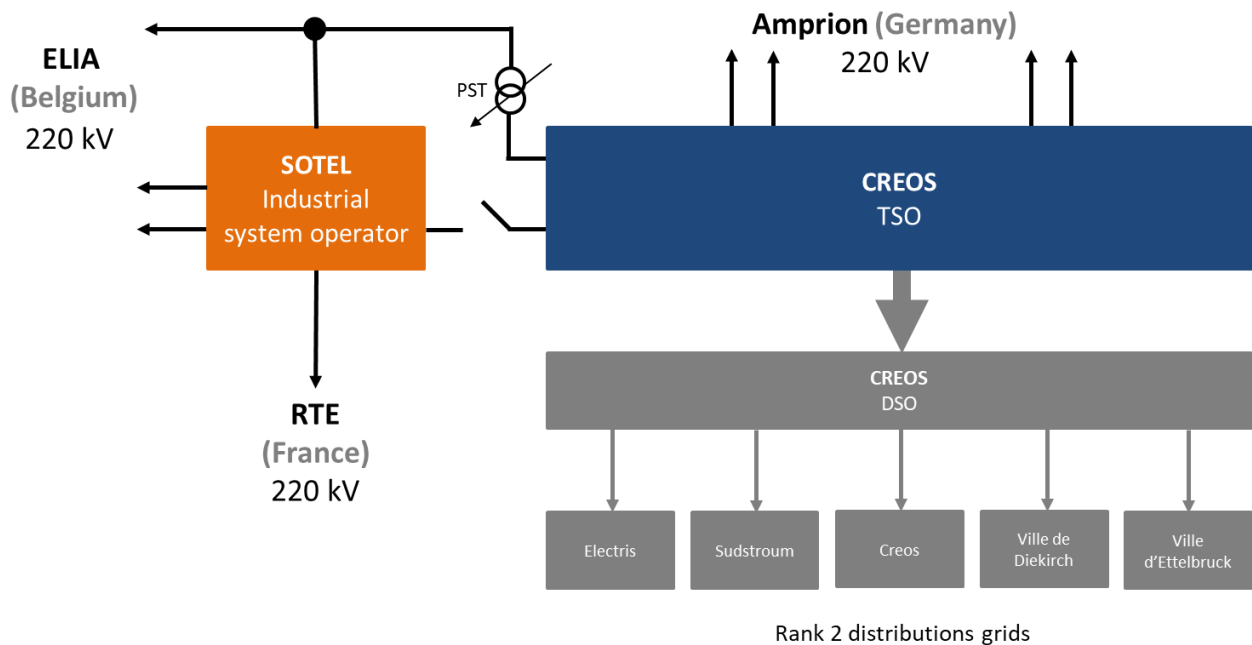 ELIA
(Belgium)
220 kV
PST
Amprion (Germany)
220 kV
SOTEL
Industrial
system operator
CREOS
TSO
RTE
(France)
220 kV
CREOS
DSO
Electris
Sudstroum
Creos
Ville de
Diekirch
Ville
d'Ettelbruck
Rank 2 distributions grids